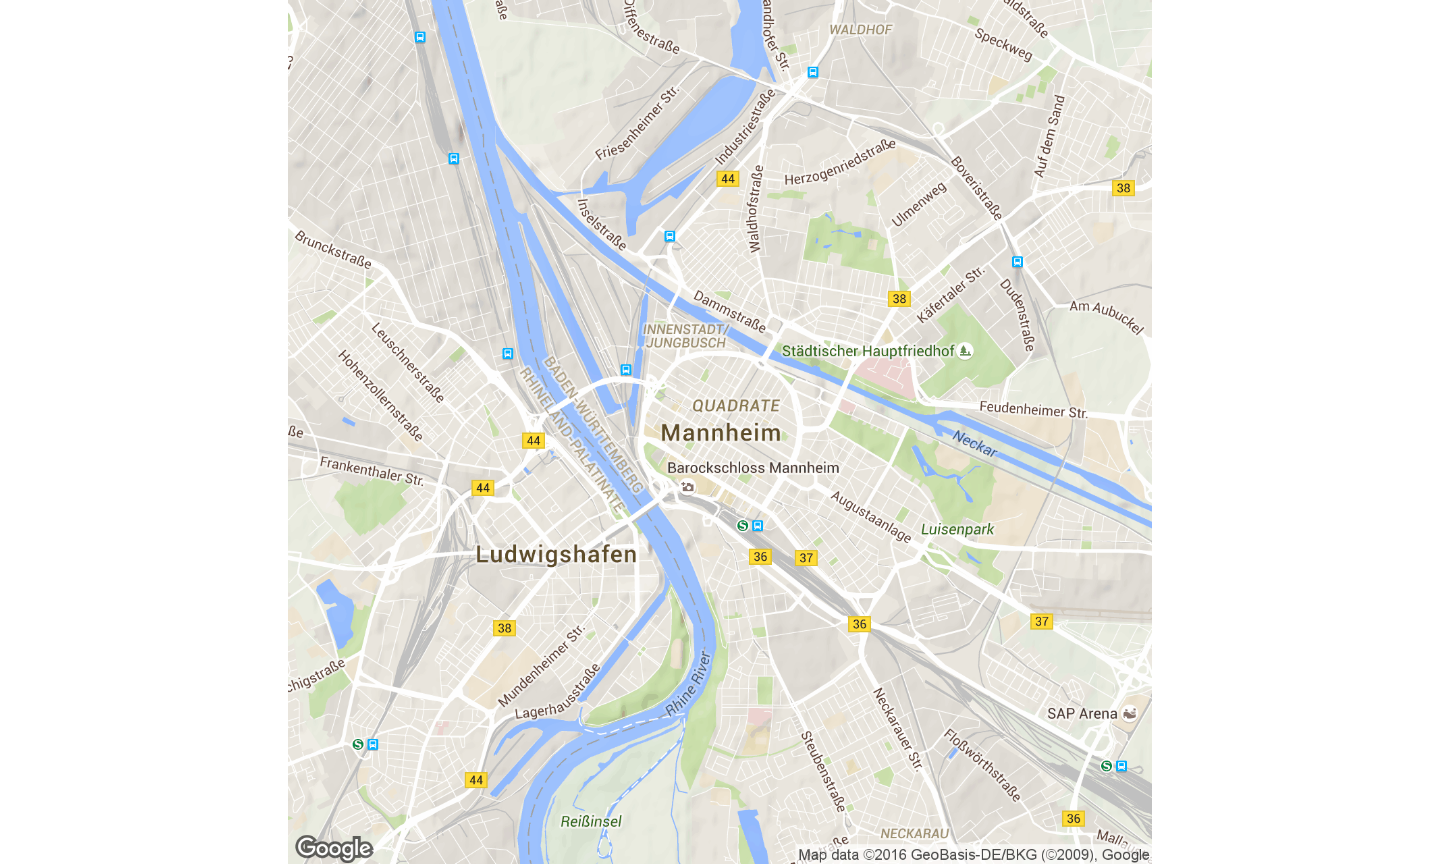 Diffenestraße
WALDHOF
Speckweg
Friesenheimer Str.
Industriestraße
Auf dem Sand
Herzogenriedstraße
Boveristraße
44
38
Ulmenweg
Waldhofstraße
Inselstraße
Brunckstraße
Käfertaler Str.
Dudenstraße
38
Dammstraße
Am Aubuckel
INNENSTADT/
JUNGBUSCH
Leuschnerstraße
Hohenzollernstraße
Städtischer Hauptfriedhof
BADEN-WÜRTTEMBERG
RHINELAND-PALATINATE
QUADRATE
Mannheim
Feudenheimer Str.
Neckar
44
Frankenthaler Str.
44
Barockschloss Mannheim
Augustaanlage
Luisenpark
Ludwigshafen
36
37
38
36
37
Mundenheimer Str.
Lagerhausstraße
Rhine River
Neckarauer Str.
SAP Arena
Steubenstraße
Floßwörthstraße
44
Reißinsel
NECKARAU
36
Google
Map data ©2016 GeoBasis-DE/BKG (©2009), Google